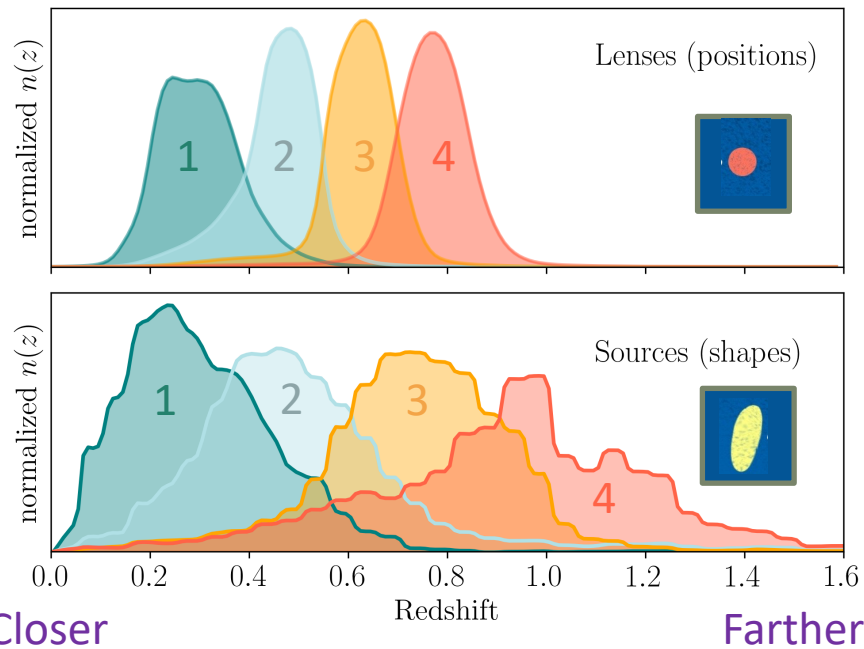 normalized n(z)
Lenses (positions)
1
2
3
4
normalized n(z)
Sources (shapes)
1
2
3
4
0.0 0.2 0.4 0.6 0.8 1.0 1.2 1.4 1.6
Redshift
Closer
Farther